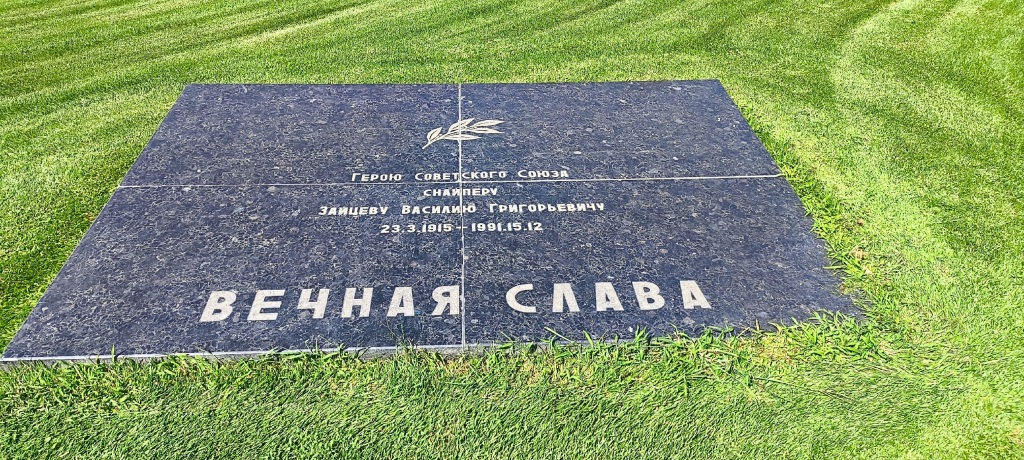 Герою Советского Союза
снайперу
Зайцеву Василию Григорьевичу
23.3.1915 – 1991.15.12
ВЕЧНАЯ СЛАВА